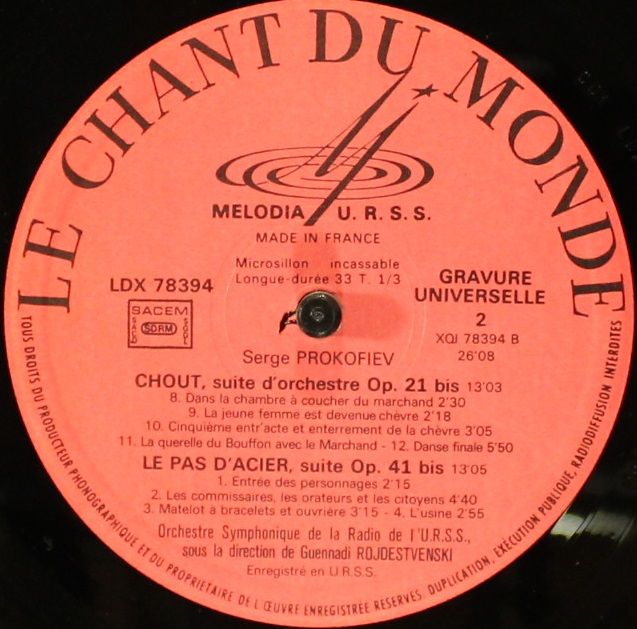 LE CHANT DU MONDE
MELODIA U.R.S.S.
MADE IN FRANCE
Microsillon incassable
Longue-durée 33 T. 1/3
LDX 78394
SACEM
SACD
SDRM
SGDL
GRAVURE
UNIVERSELLE
2
XQI 78394 B
26'08
Serge PROKOFIEV
CHOUT, suite d'orchestre Op. 21 bis 13'03
8. Dans la chambre à coucher du marchand 2'30
9. La jeune femme est devenue chèvre 2'18
10. Cinquième entr'acte et enterrement de la chèvre 3'05
11. La querelle du Bouffon avec le Marchand - 12. Danse finale 5'50
LE PAS D'ACIER, suite Op. 41 bis 13'05
1. Entrée des personnages 2'15
2. Les commissaires, les orateurs et les citoyens 4'40
3. Matelot à bracelets et ouvrière 3'15 - 4. L'usine 2'55
Orchestre Symphonique de la Radio de l'U.R.S.S.,
sous la direction de Guennadi ROJDESTVENSKI
Enregistré en U.R.S.S.
TOUS DROITS DU PRODUCTEUR PHONOGRAPHIQUE ET DU PROPRIETAIRE DE L'ŒUVRE ENREGISTREE RESERVES. DUPLICATION, EXECUTION PUBLIQUE, RADIODIFFUSION INTERDITES